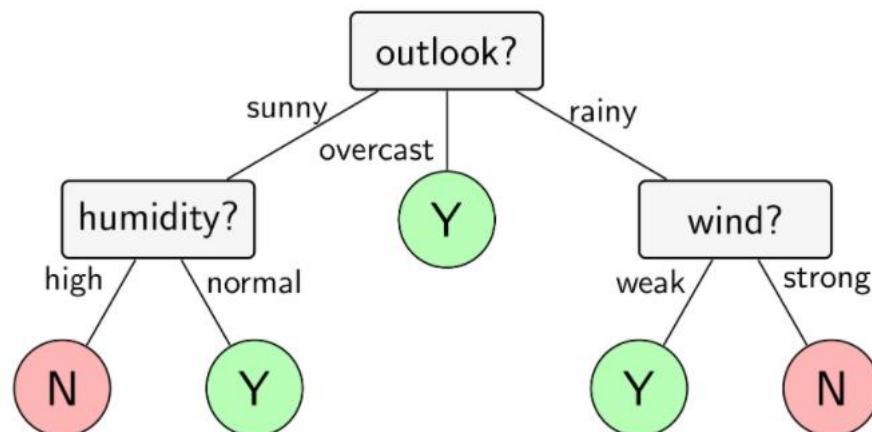 outlook?
sunny
overcast
rainy
humidity?
Y
wind?
high
normal
weak
strong
N
Y
Y
N